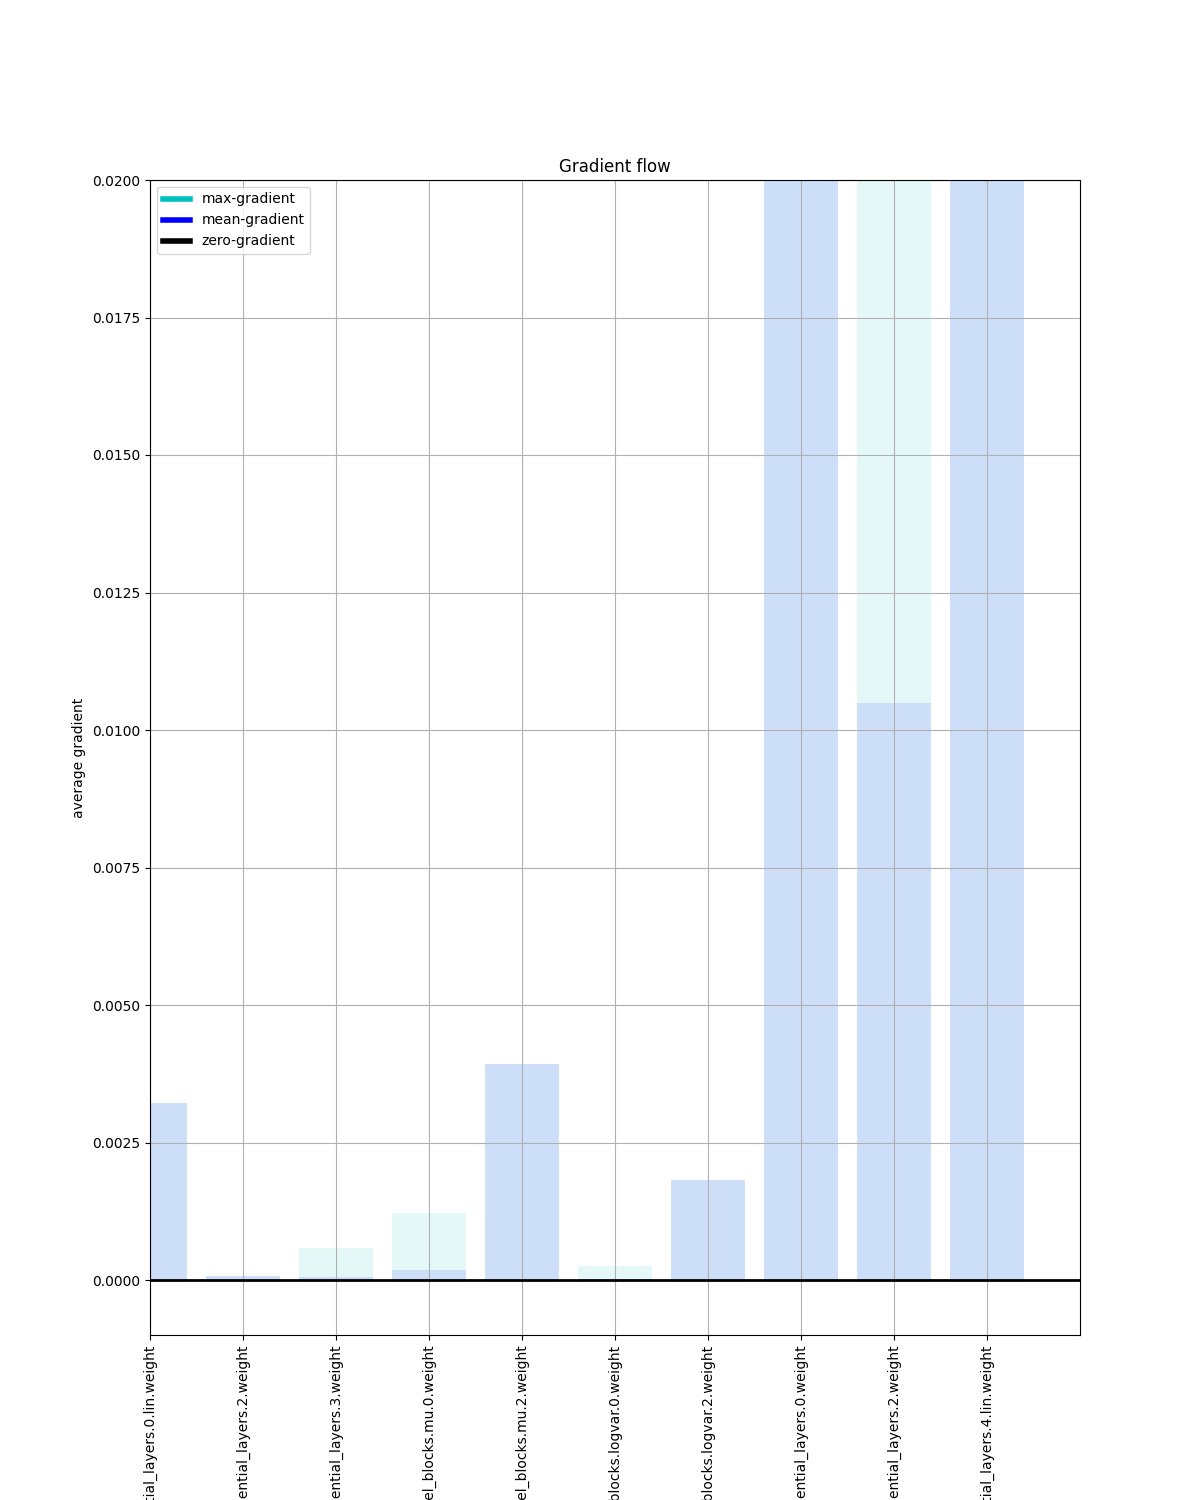 Gradient flow
max-gradient
mean-gradient
zero-gradient
0.0200
0.0175
0.0150
0.0125
0.0100
0.0075
0.0050
0.0025
0.0000
average gradient
tial_layers.0.lin.weight
ential_layers.2.weight
ential_layers.3.weight
el_blocks.mu.0.weight
el_blocks.mu.2.weight
blocks.logvar.0.weight
blocks.logvar.2.weight
ential_layers.0.weight
ential_layers.2.weight
tial_layers.4.lin.weight